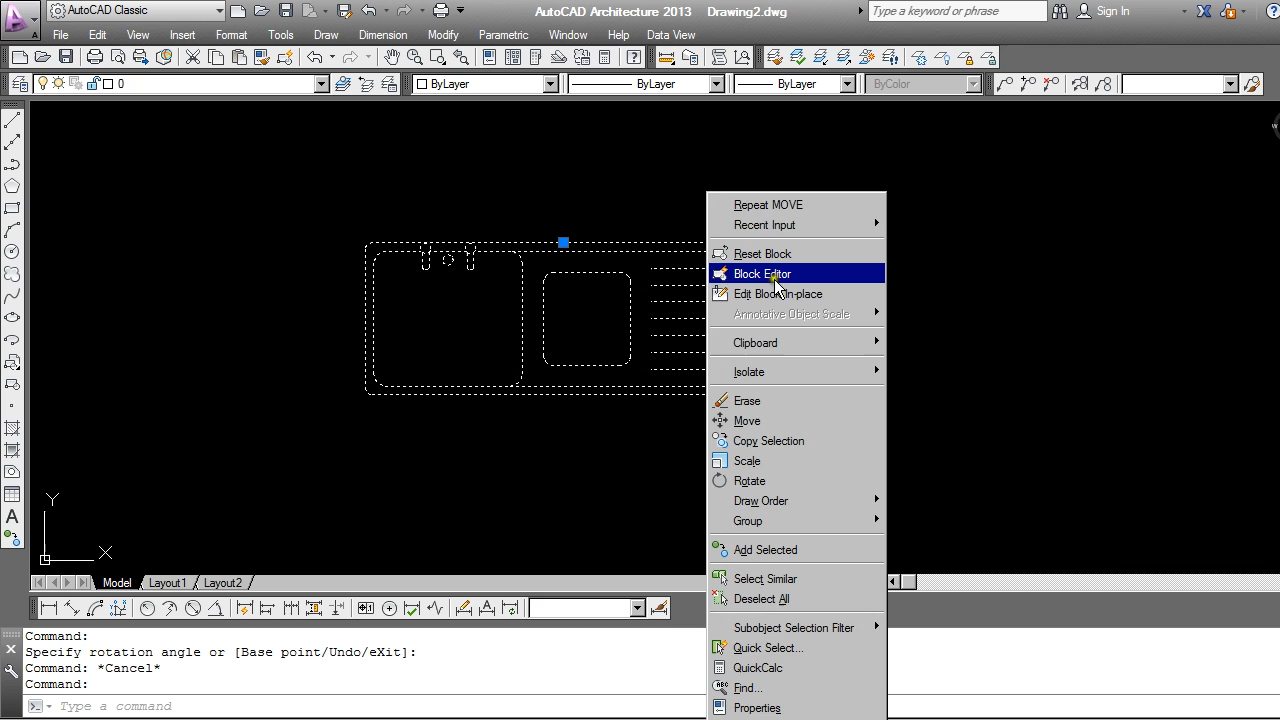 AutoCAD Classic
AutoCAD Architecture 2013 Drawing2.dwg
Type a keyword or phrase
Sign In
File Edit View Insert Format Tools Draw Dimension Modify Parametric Window Help Data View
0 ByLayer ByLayer ByLayer ByColor
Repeat MOVE
Recent Input
Reset Block
Block Editor
Edit Block In-place
Annotative Object Scale
Clipboard
Isolate
Erase
Move
Copy Selection
Scale
Rotate
Draw Order
Group
Add Selected
Select Similar
Deselect All
Subobject Selection Filter
Quick Select...
QuickCalc
Find...
Properties
Y
X
W
A
Model Layout1 Layout2
Command:
Specify rotation angle or [Base point/Undo/eXit]:
Command: *Cancel*
Command:
Type a command